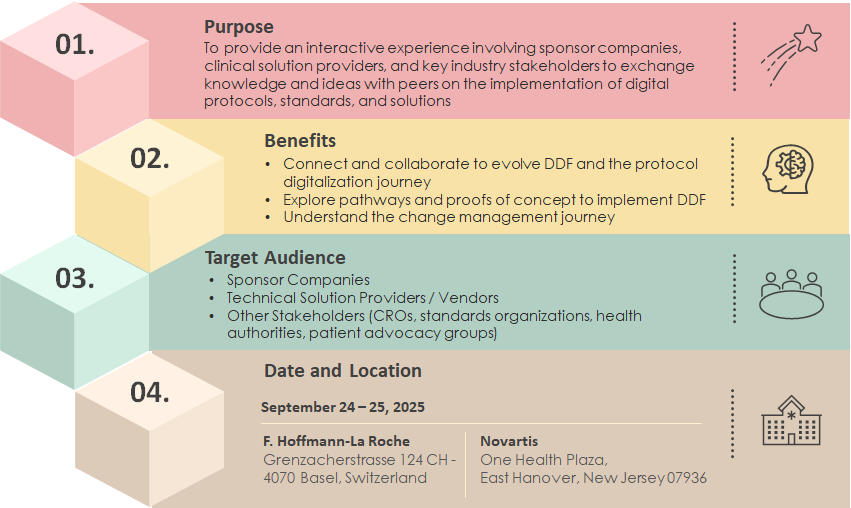 01.
Purpose
To provide an interactive experience involving sponsor companies,
clinical solution providers, and key industry stakeholders to exchange
knowledge and ideas with peers on the implementation of digital
protocols, standards, and solutions
02.
Benefits
• Connect and collaborate to evolve DDF and the protocol
digitalization journey
• Explore pathways and proofs of concept to implement DDF
• Understand the change management journey
03.
Target Audience
• Sponsor Companies
• Technical Solution Providers / Vendors
• Other Stakeholders (CROs, standards organizations, health
authorities, patient advocacy groups)
04.
Date and Location
September 24 – 25, 2025
F. Hoffmann-La Roche
Grenzacherstrasse 124 CH -
4070 Basel, Switzerland
Novartis
One Health Plaza,
East Hanover, New Jersey 07936